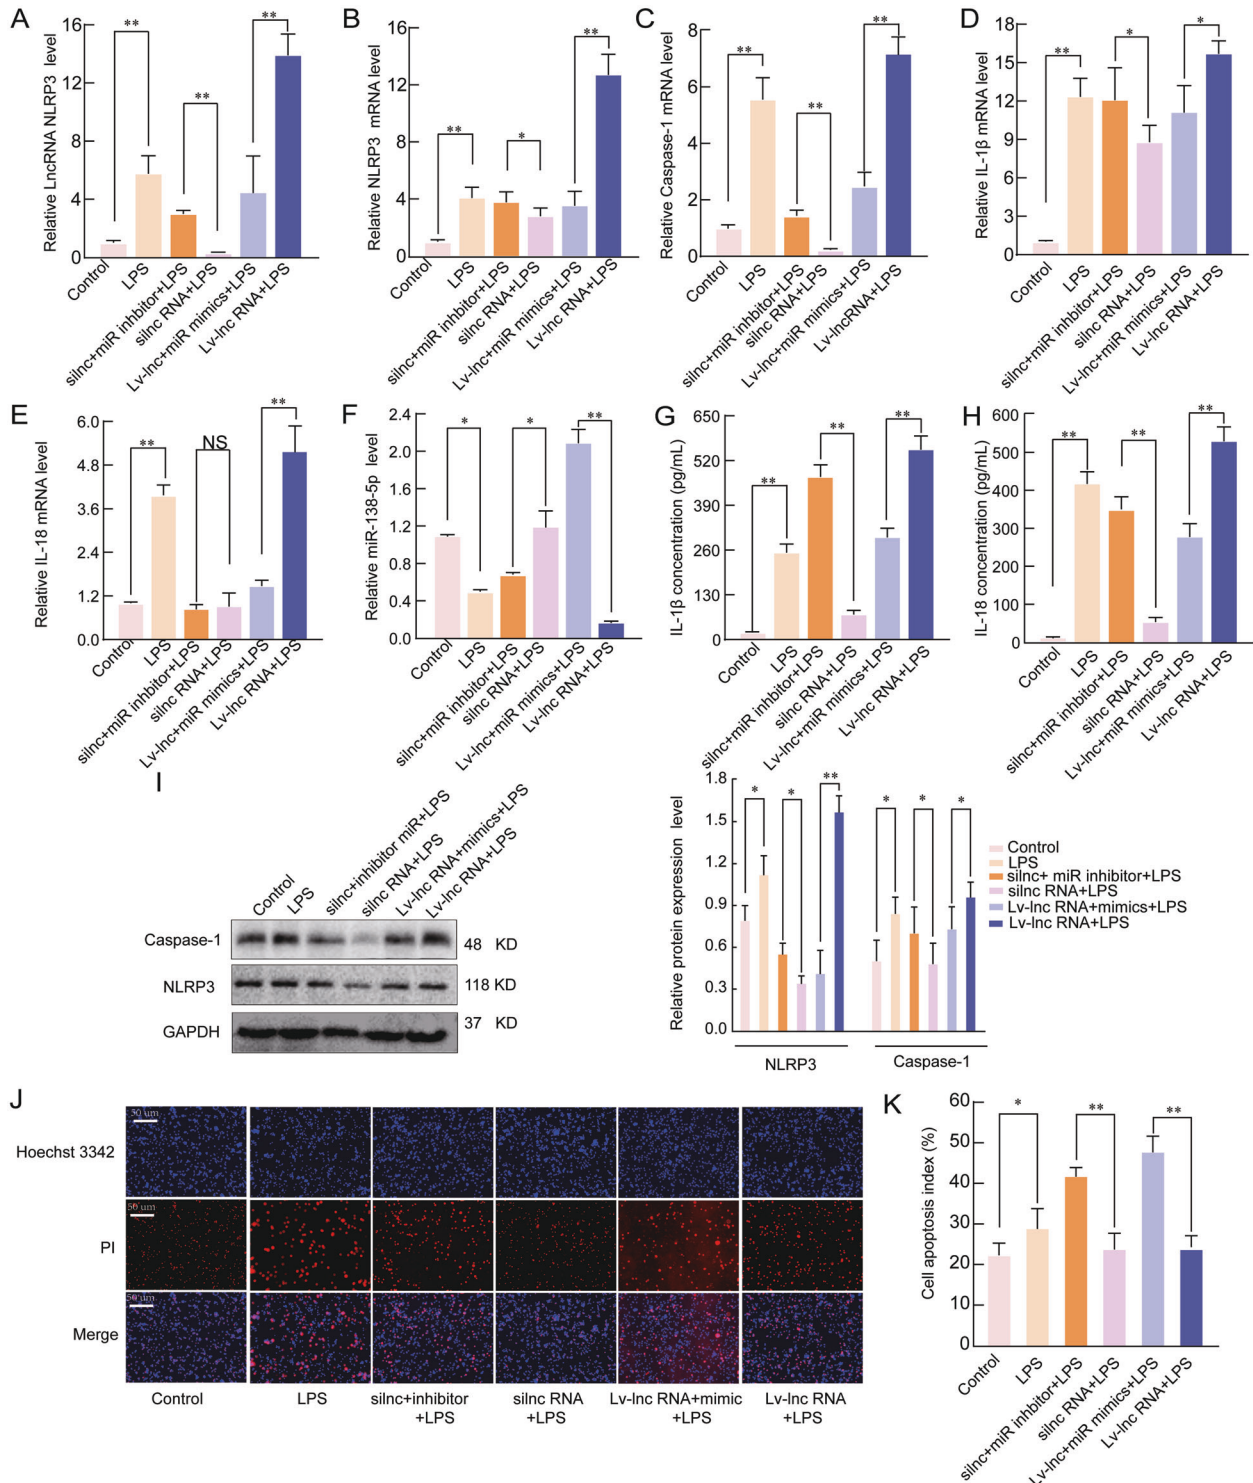 A
Relative LncRNA NLRP3 level
16
12
8
4
0
**
**
**
Control
LPS
silnc+miR inhbitor+LPS
silnc RNA+LPS
Lv-lnc+miR mimics+LPS
Lv-lnc RNA+LPS
B
Relative NLRP3 mRNA level
16
12
8
4
0
**
*
**
Control
LPS
silnc+miR inhbitor+LPS
silnc RNA+LPS
Lv-lnc+miR mimics+LPS
Lv-lnc RNA+LPS
C
Relative Caspase-1 mRNA level
8
6
4
2
0
**
**
**
Control
LPS
silnc+miR inhbitor+LPS
silnc RNA+LPS
Lv-lnc+miR mimics+LPS
Lv-lncRNA+LPS
D
Relative IL-1β mRNA level
18
15
12
9
6
3
0
**
*
*
Control
LPS
silnc+miR inhbitor+LPS
silnc RNA+LPS
Lv-lnc+miR mimics+LPS
Lv-lnc RNA+LPS
E
Relative IL-18 mRNA level
6.0
4.8
3.6
2.4
1.2
0.0
**
NS
**
Control
LPS
silnc+miR inhbitor+LPS
silnc RNA+LPS
Lv-lnc+miR mimics+LPS
Lv-lnc RNA+LPS
F
Relative miR-138-5p level
2.4
2.0
1.6
1.2
0.8
0.4
0.0
*
*
**
Control
LPS
silnc+miR inhbitor+LPS
silnc RNA+LPS
Lv-lnc+miR mimics+LPS
Lv-lnc RNA+LPS
G
IL-1β concentration (pg/mL)
650
520
390
260
130
0
**
**
**
Control
LPS
silnc+miR inhibitor+LPS
silnc RNA+LPS
Lv-lnc+miR mimics+LPS
Lv-lnc RNA+LPS
H
IL-18 concentration (pg/mL)
600
500
400
300
200
100
0
**
**
**
Control
LPS
silnc+miR inhibitor+LPS
silnc RNA+LPS
Lv-lnc+miR mimics+LPS
Lv-lnc RNA+LPS
I
Control
LPS
silnc+inhibitor miR+LPS
silnc RNA+LPS
Lv-lnc RNA+mimics+LPS
Lv-lnc RNA+LPS
Caspase-1
48 KD
NLRP3
118 KD
GAPDH
37 KD
Relative protein expression level
1.8
1.5
1.2
0.9
0.6
0.3
0.0
*
*
**
*
*
*
NLRP3
Caspase-1
Control
LPS
silnc+ miR inhibitor+LPS
silnc RNA+LPS
Lv-lnc RNA+mimics+LPS
Lv-lnc RNA+LPS
J
Hoechst 3342
50 um
PI
50 um
Merge
50 um
Control
LPS
silnc+inhibitor
+LPS
silnc RNA
+LPS
Lv-lnc RNA+mimic
+LPS
Lv-lnc RNA
+LPS
K
Cell apoptosis index (%)
60
50
40
30
20
10
0
*
**
**
Control
LPS
silnc+miR inhbitor+LPS
silnc RNA+LPS
Lv-lnc+miR mimics+LPS
Lv-lnc RNA+LPS